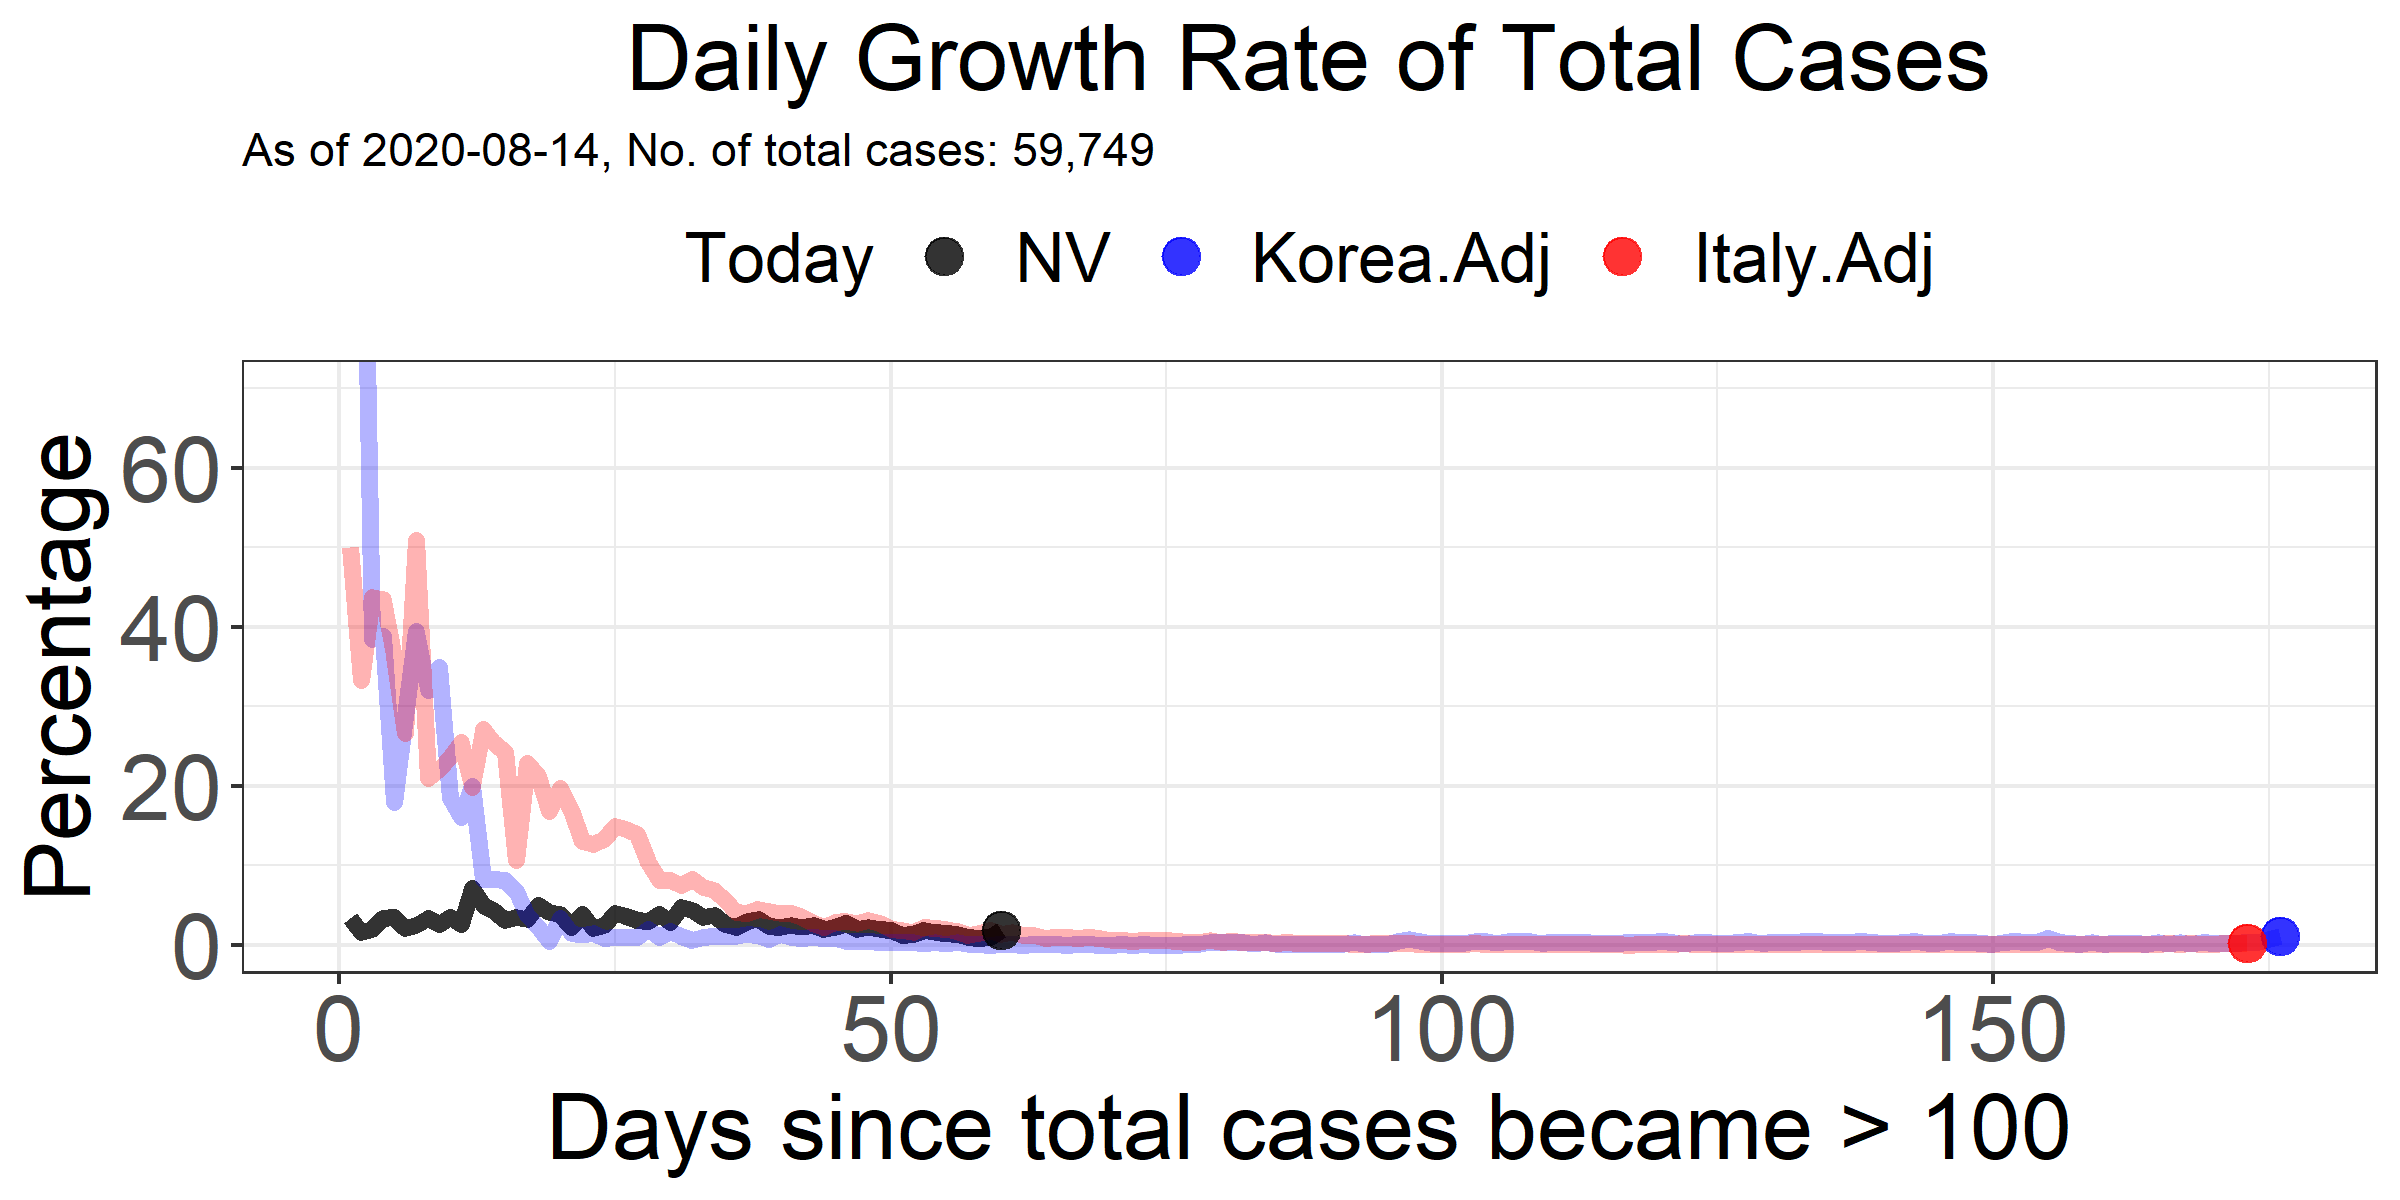 Daily Growth Rate of Total Cases
As of 2020-08-14, No. of total cases: 59,749
Today NV Korea.Adj Italy.Adj
Percentage
60
40
20
0
0 50 100 150
Days since total cases became > 100